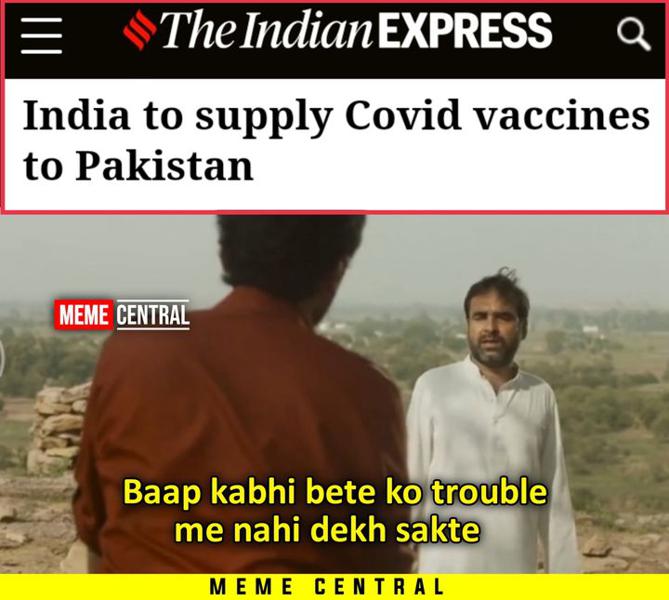 The Indian EXPRESS
India to supply Covid vaccines
to Pakistan
MEME CENTRAL
Baap kabhi bete ko trouble
me nahi dekh sakte
MEME CENTRAL